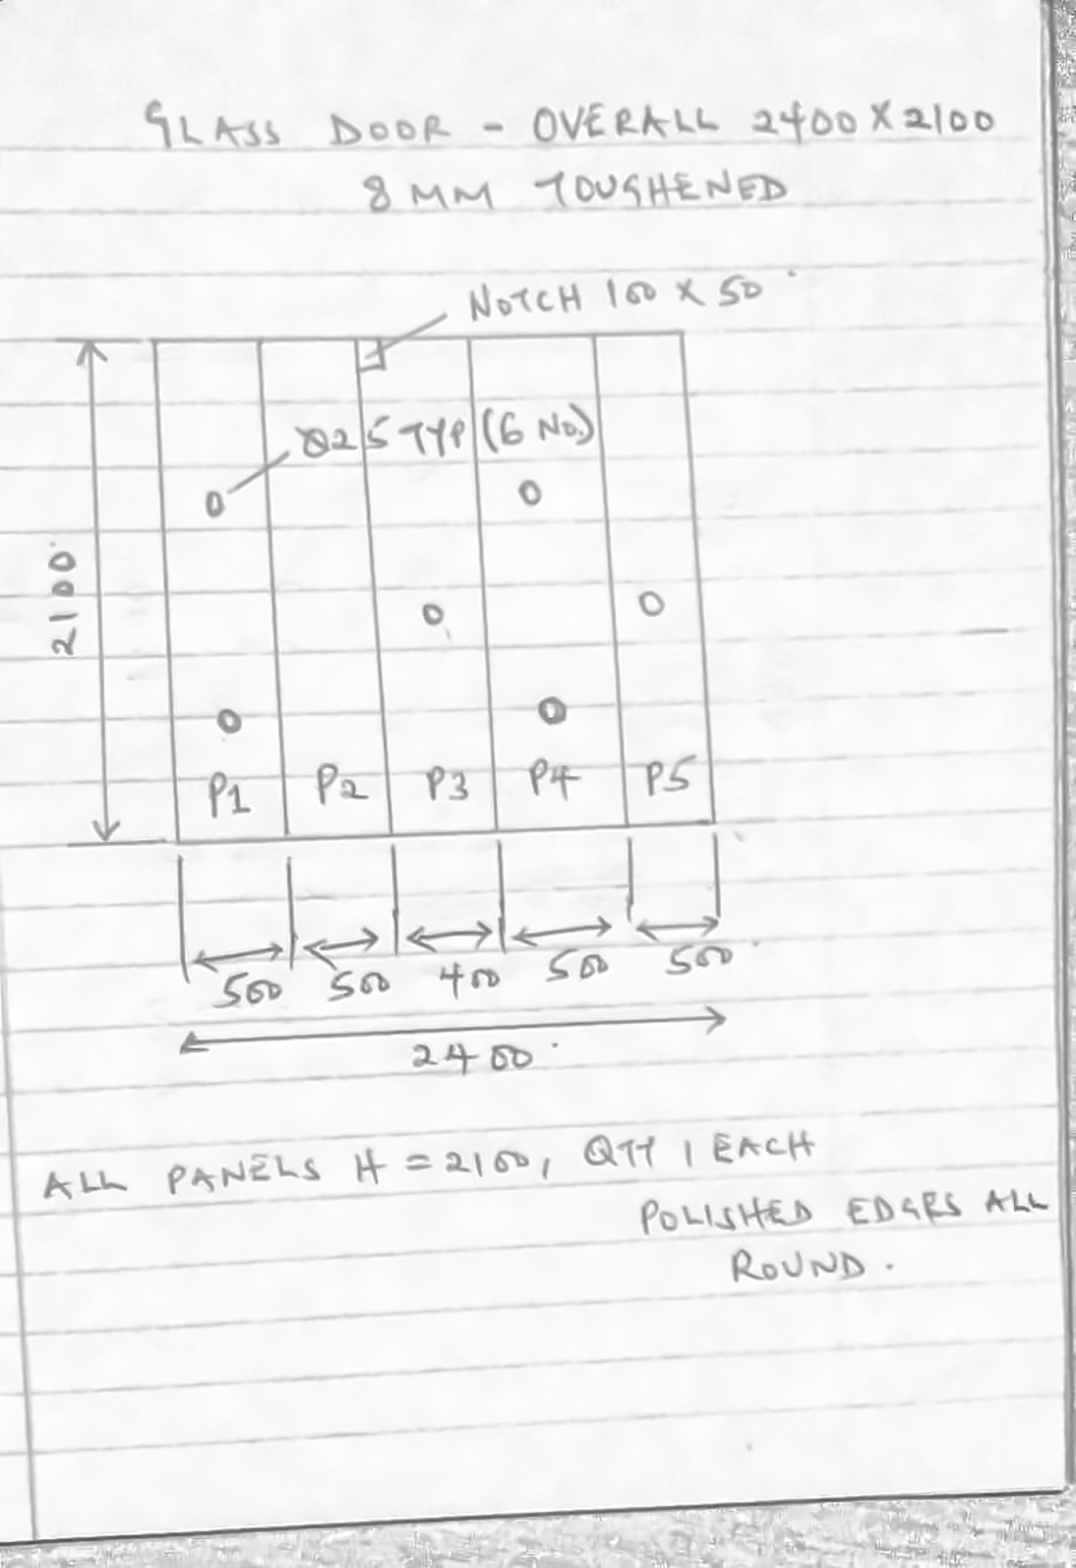 GLASS DOOR - OVERALL 2400 X 2100
8 MM TOUGHENED
NOTCH 100 X 50
Ø25 TYP (6 NO.)
2100
P1 P2 P3 P4 P5
500 500 400 500 500
2400
ALL PANELS H = 2100, QTY 1 EACH
POLISHED EDGES ALL
ROUND.